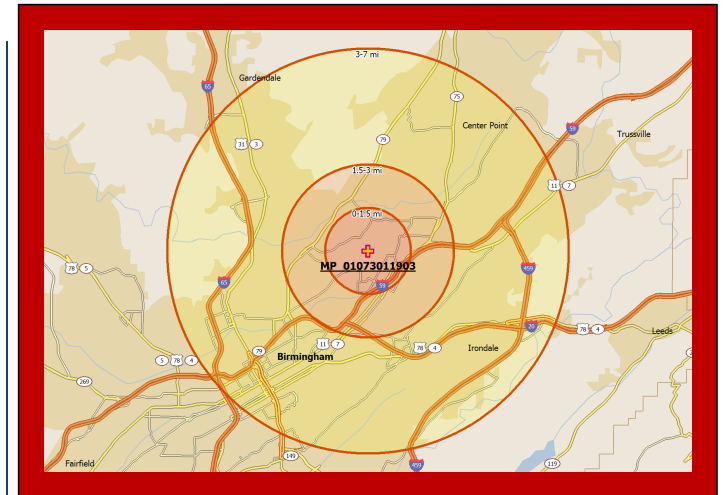 3-7 mi
Gardendale
65
75
Center Point
79
59
Trussville
31 3
1.5-3 mi
11 7
0-1.5 mi
MP_01073011903
78 5
65
59
459
20
78 4
Leeds
79
11 7
78 4
Irondale
Birmingham
5 78 4
269
149
Fairfield
459
119